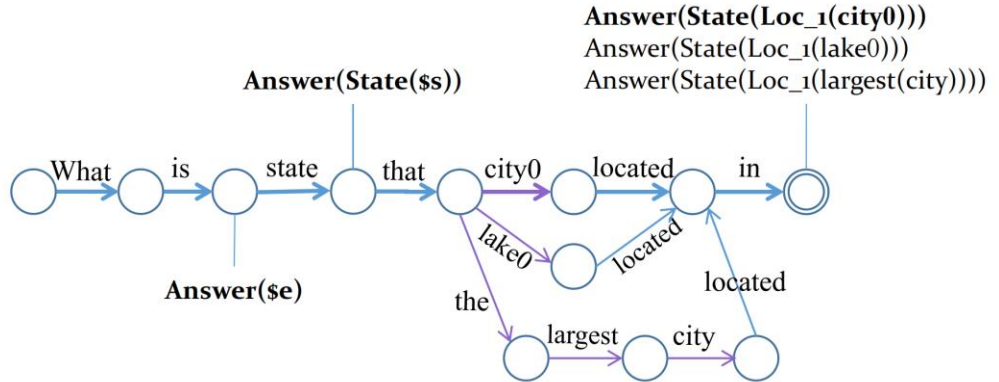 Answer(State(Loc_1(city0)))
Answer(State(Loc_1(lake0)))
Answer(State(Loc_1(largest(city))))
Answer(State($s))
What is state that city0 located in
lake0 located
Answer($e)
the located
largest city